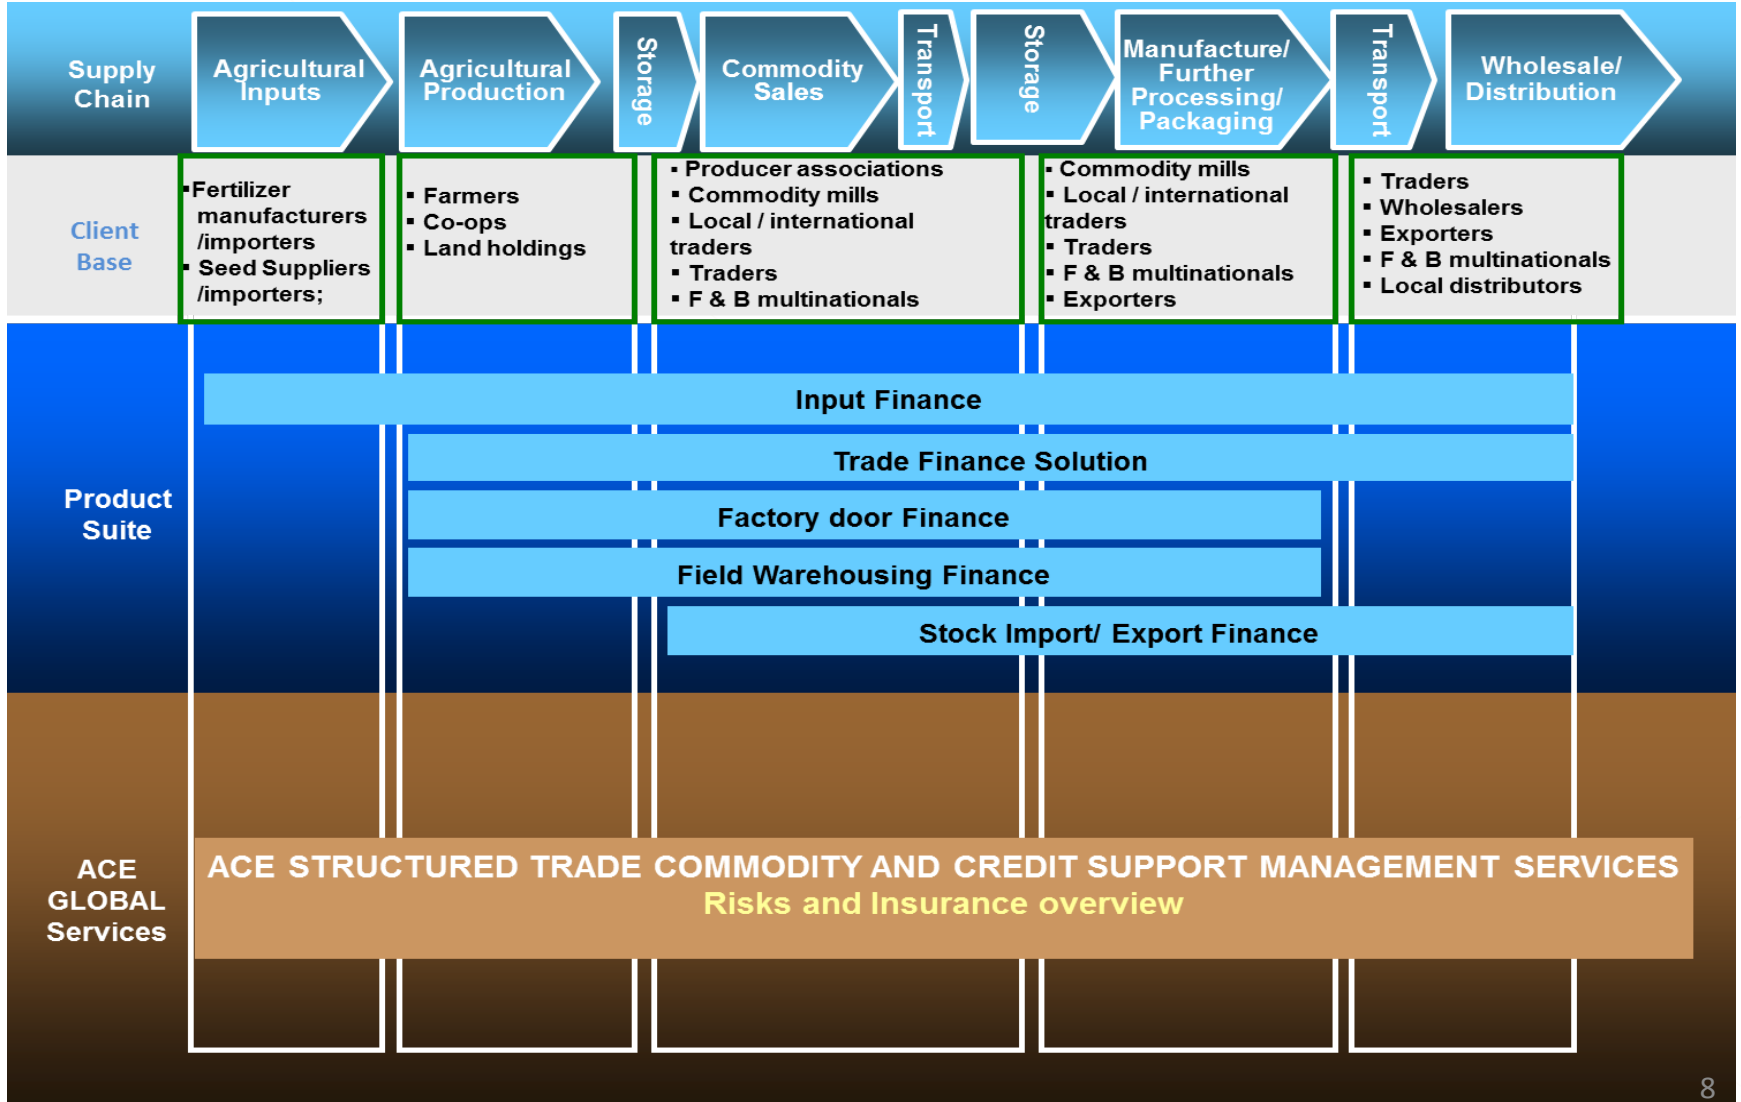 Supply
Chain
Agricultural
Inputs
Agricultural
Production
Storage
Commodity
Sales
Transport
Storage
Manufacture/
Further
Processing/
Packaging
Transport
Wholesale/
Distribution
Client
Base
▪Fertilizer
manufacturers
/importers
▪ Seed Suppliers
/importers;
▪ Farmers
▪ Co-ops
▪ Land holdings
▪ Producer associations
▪ Commodity mills
▪ Local / international
traders
▪ Traders
▪ F & B multinationals
▪ Commodity mills
▪ Local / international
traders
▪ Traders
▪ F & B multinationals
▪ Exporters
▪ Traders
▪ Wholesalers
▪ Exporters
▪ F & B multinationals
▪ Local distributors
Product
Suite
Input Finance
Trade Finance Solution
Factory door Finance
Field Warehousing Finance
Stock Import/ Export Finance
ACE
GLOBAL
Services
ACE STRUCTURED TRADE COMMODITY AND CREDIT SUPPORT MANAGEMENT SERVICES
Risks and Insurance overview
8